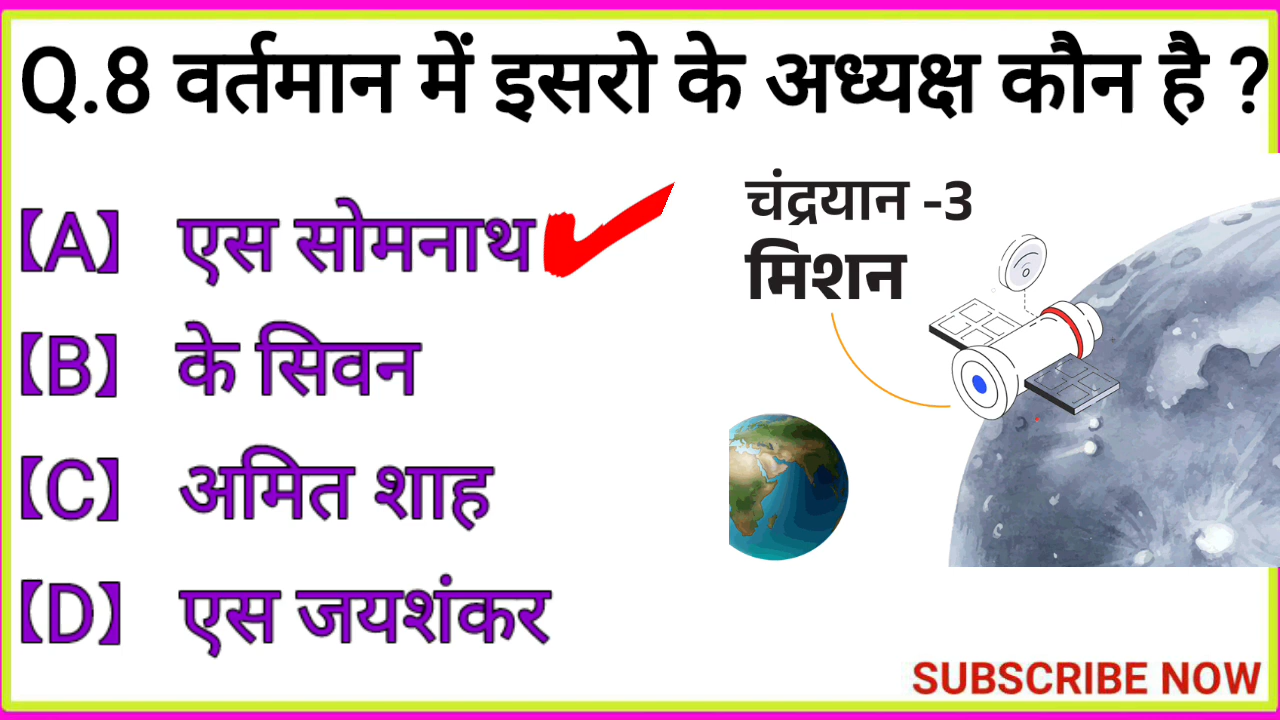 Q.8 वर्तमान में इसरो के अध्यक्ष कौन है ?
【A】 एस सोमनाथ
चंद्रयान -3
मिशन
【B】 के सिवन
【C】 अमित शाह
【D】 एस जयशंकर
SUBSCRIBE NOW